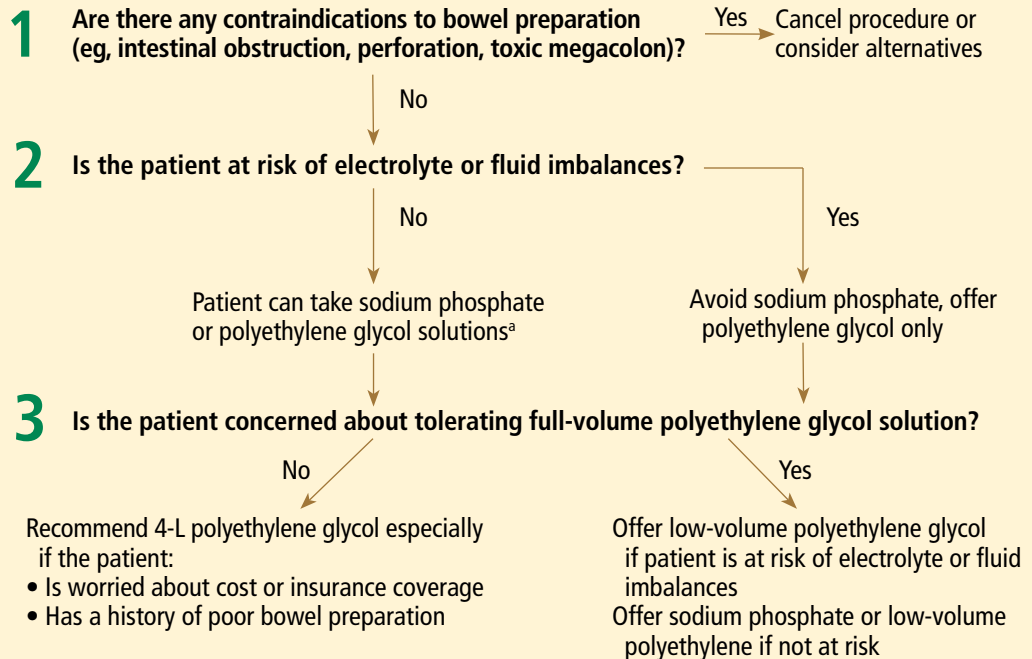 1 Are there any contraindications to bowel preparation
(eg, intestinal obstruction, perforation, toxic megacolon)?
Yes
Cancel procedure or
consider alternatives
No
2 Is the patient at risk of electrolyte or fluid imbalances?
No
Yes
Patient can take sodium phosphate
or polyethylene glycol solutionsᵃ
Avoid sodium phosphate, offer
polyethylene glycol only
3 Is the patient concerned about tolerating full-volume polyethylene glycol solution?
No
Yes
Recommend 4-L polyethylene glycol especially
if the patient:
• Is worried about cost or insurance coverage
• Has a history of poor bowel preparation
Offer low-volume polyethylene glycol
if patient is at risk of electrolyte or fluid
imbalances
Offer sodium phosphate or low-volume
polyethylene if not at risk